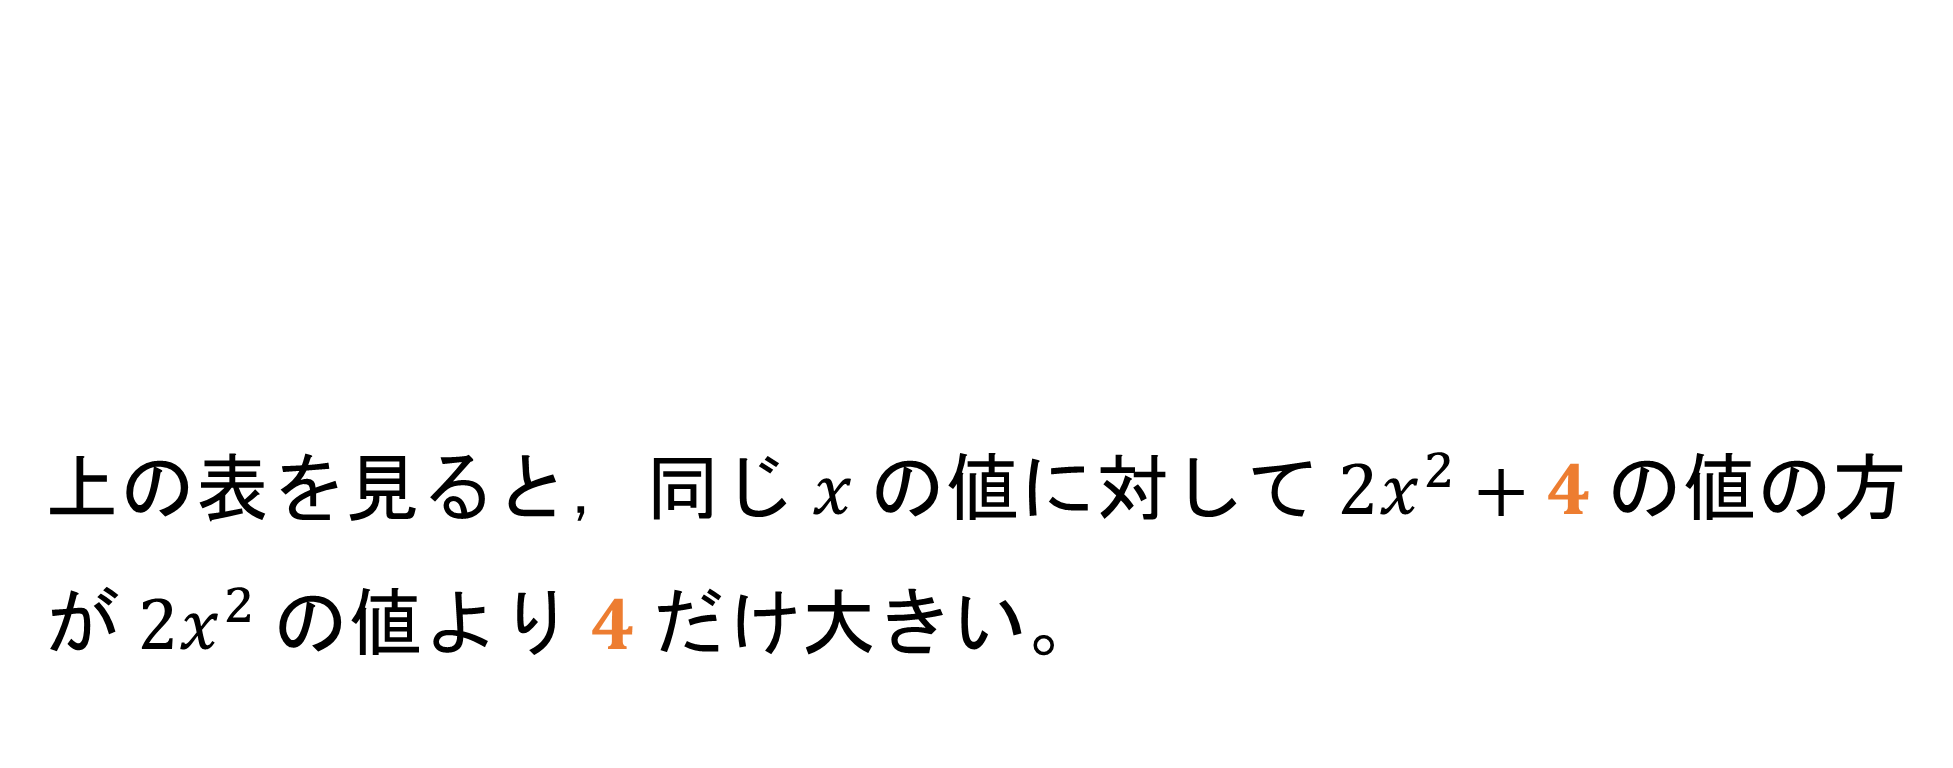 上の表を見ると，同じ x の値に対して 2x² + 4 の値の方
が 2x² の値より 4 だけ大きい。